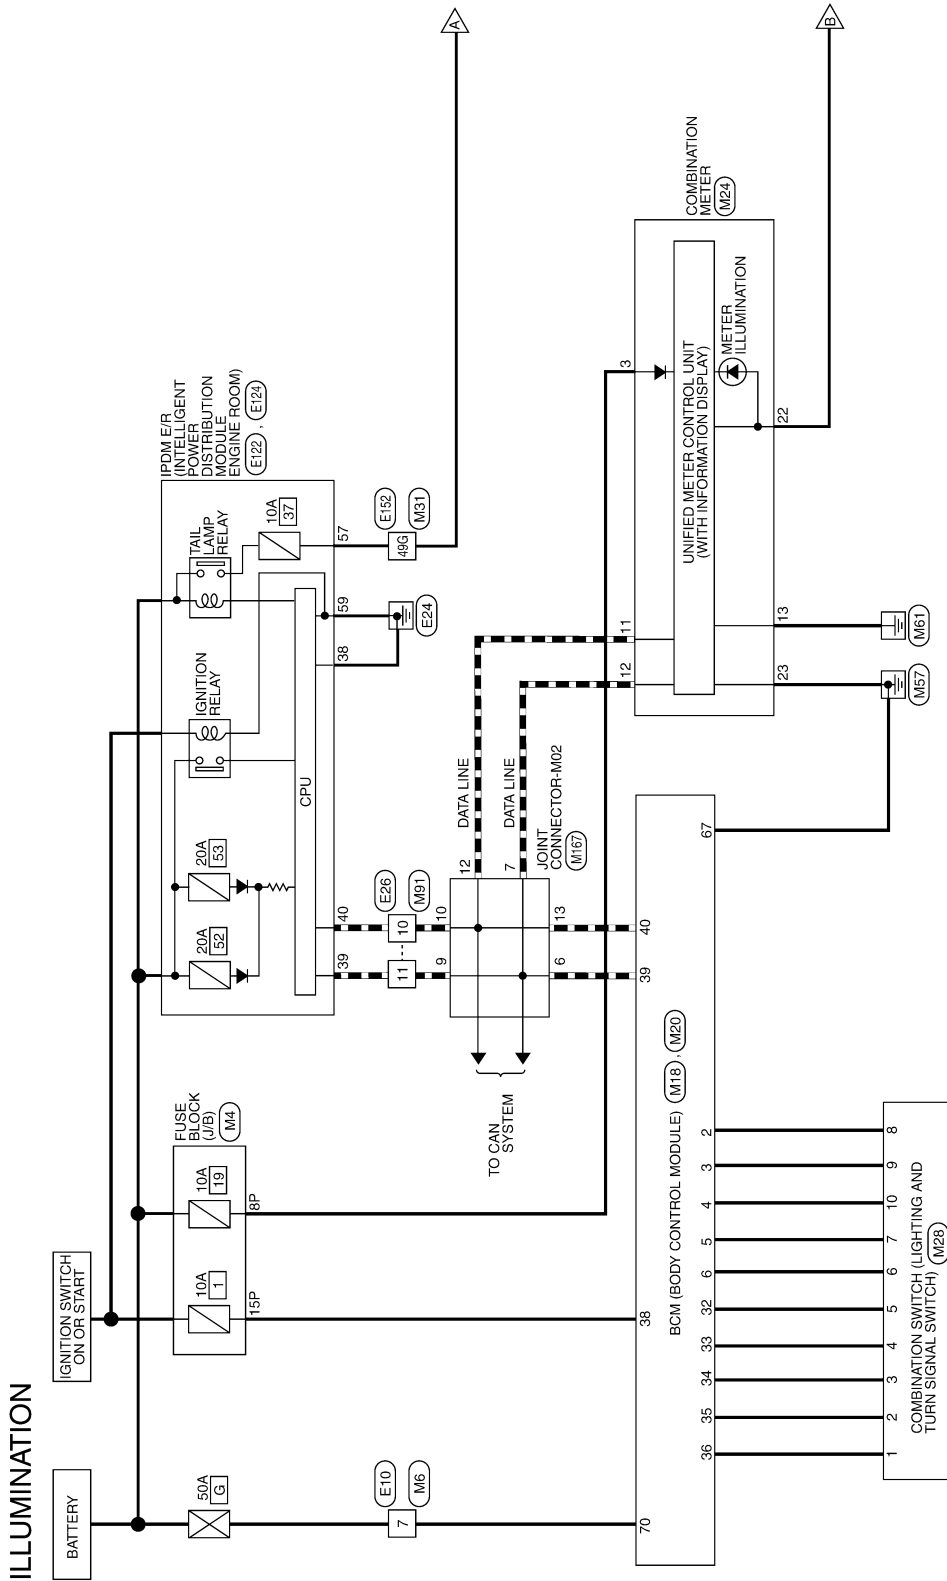 ILLUMINATION
BATTERY
IGNITION SWITCH
ON OR START
50A
G
7
E10
M6
70
FUSE
BLOCK
(J/B)
M4
10A
1
10A
19
15P
8P
38
IPDM E/R
(INTELLIGENT
POWER
DISTRIBUTION
MODULE
ENGINE ROOM)
E122 , E124
20A
52
20A
53
IGNITION
RELAY
TAIL
LAMP
RELAY
10A
37
CPU
39
40
38
59
57
E24
49G
E152
M31
A
11
10
E26
M91
9
10
12
7
6
13
DATA LINE
DATA LINE
JOINT
CONNECTOR-M02
M167
TO CAN
SYSTEM
39
40
67
BCM (BODY CONTROL MODULE) M18 , M20
36
35
34
33
32
6
5
4
3
2
1
2
3
4
5
6
7
10
9
8
COMBINATION SWITCH (LIGHTING AND
TURN SIGNAL SWITCH) M28
COMBINATION
METER
M24
12
11
3
UNIFIED METER CONTROL UNIT
(WITH INFORMATION DISPLAY)
METER
ILLUMINATION
23
13
22
M57
M61
B